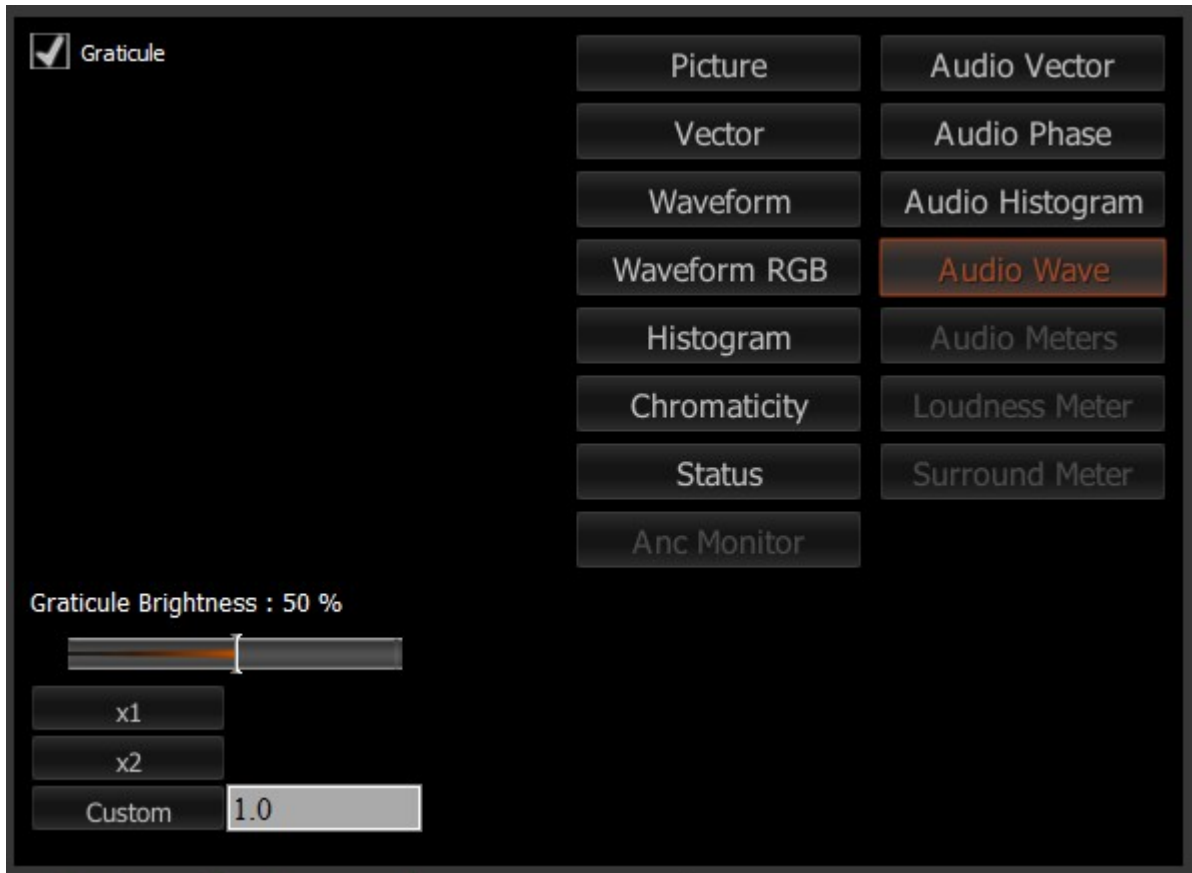 Graticule
Picture
Audio Vector
Vector
Audio Phase
Waveform
Audio Histogram
Waveform RGB
Audio Wave
Histogram
Audio Meters
Chromaticity
Loudness Meter
Status
Surround Meter
Anc Monitor
Graticule Brightness : 50 %
x1
x2
Custom
1.0